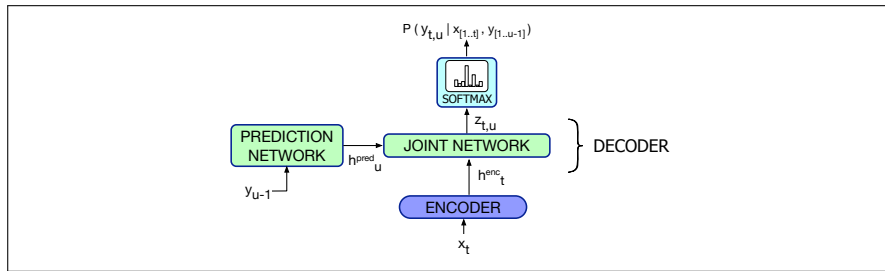 P ( y_{t,u} | x_{[1..t]} , y_{[1..u-1]} )
SOFTMAX
z_{t,u}
PREDICTION
NETWORK
JOINT NETWORK
DECODER
h^{pred}_u
y_{u-1}
h^{enc}_t
ENCODER
x_t